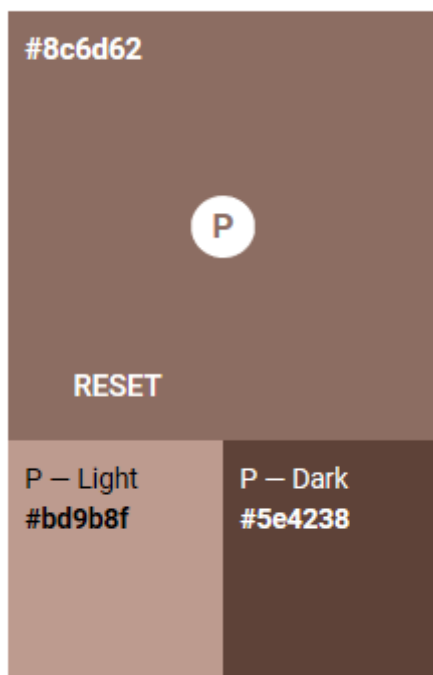 #8c6d62
P
RESET
P — Light
#bd9b8f
P — Dark
#5e4238